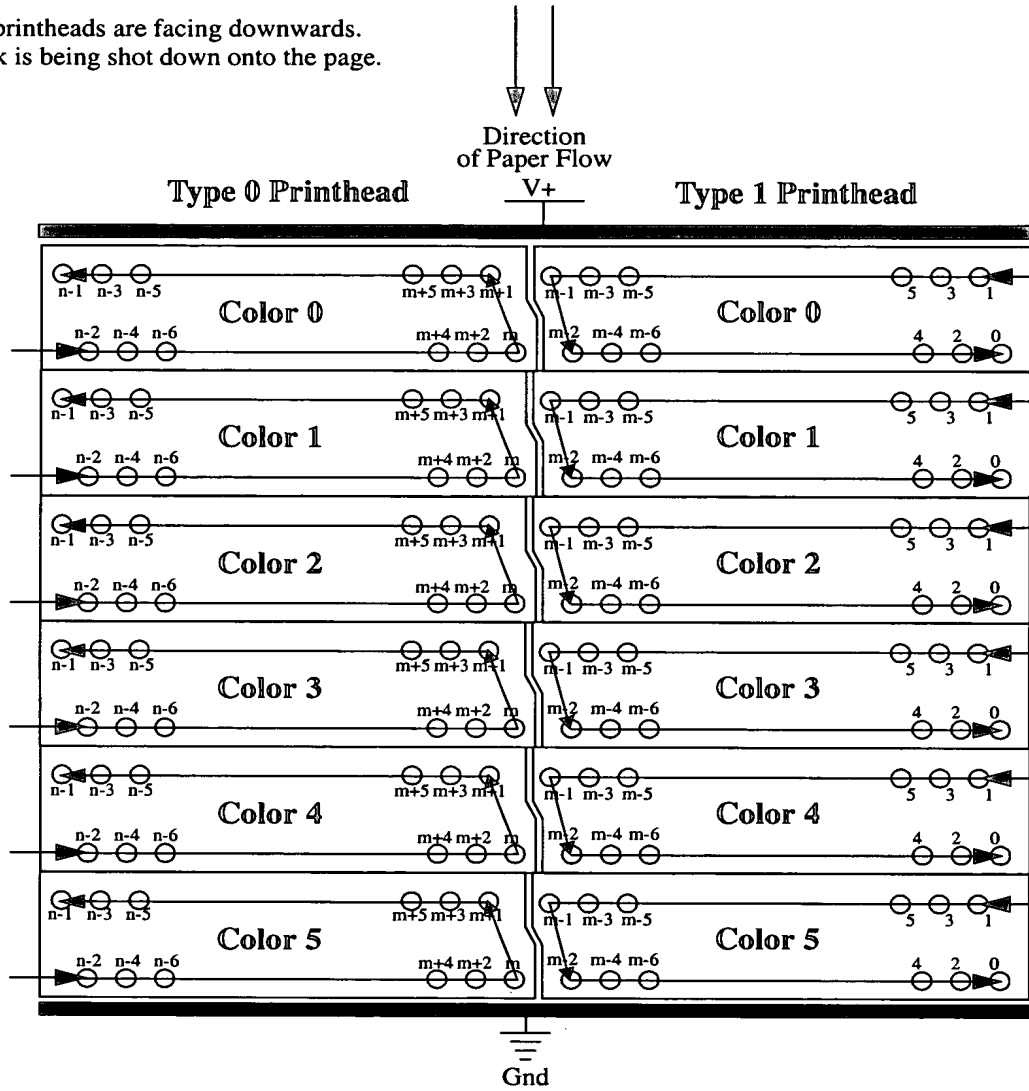 printheads are facing downwards.
k is being shot down onto the page.
Direction
of Paper Flow
Type 0 Printhead V+ Type 1 Printhead
n-1 n-3 n-5 m+5 m+3 m+1 m-1 m-3 m-5 5 3 1
Color 0 Color 0
n-2 n-4 n-6 m+4 m+2 m m-2 m-4 m-6 4 2 0
n-1 n-3 n-5 m+5 m+3 m+1 m-1 m-3 m-5 5 3 1
Color 1 Color 1
n-2 n-4 n-6 m+4 m+2 m m-2 m-4 m-6 4 2 0
n-1 n-3 n-5 m+5 m+3 m+1 m-1 m-3 m-5 5 3 1
Color 2 Color 2
n-2 n-4 n-6 m+4 m+2 m m-2 m-4 m-6 4 2 0
n-1 n-3 n-5 m+5 m+3 m+1 m-1 m-3 m-5 5 3 1
Color 3 Color 3
n-2 n-4 n-6 m+4 m+2 m m-2 m-4 m-6 4 2 0
n-1 n-3 n-5 m+5 m+3 m+1 m-1 m-3 m-5 5 3 1
Color 4 Color 4
n-2 n-4 n-6 m+4 m+2 m m-2 m-4 m-6 4 2 0
n-1 n-3 n-5 m+5 m+3 m+1 m-1 m-3 m-5 5 3 1
Color 5 Color 5
n-2 n-4 n-6 m+4 m+2 m m-2 m-4 m-6 4 2 0
Gnd